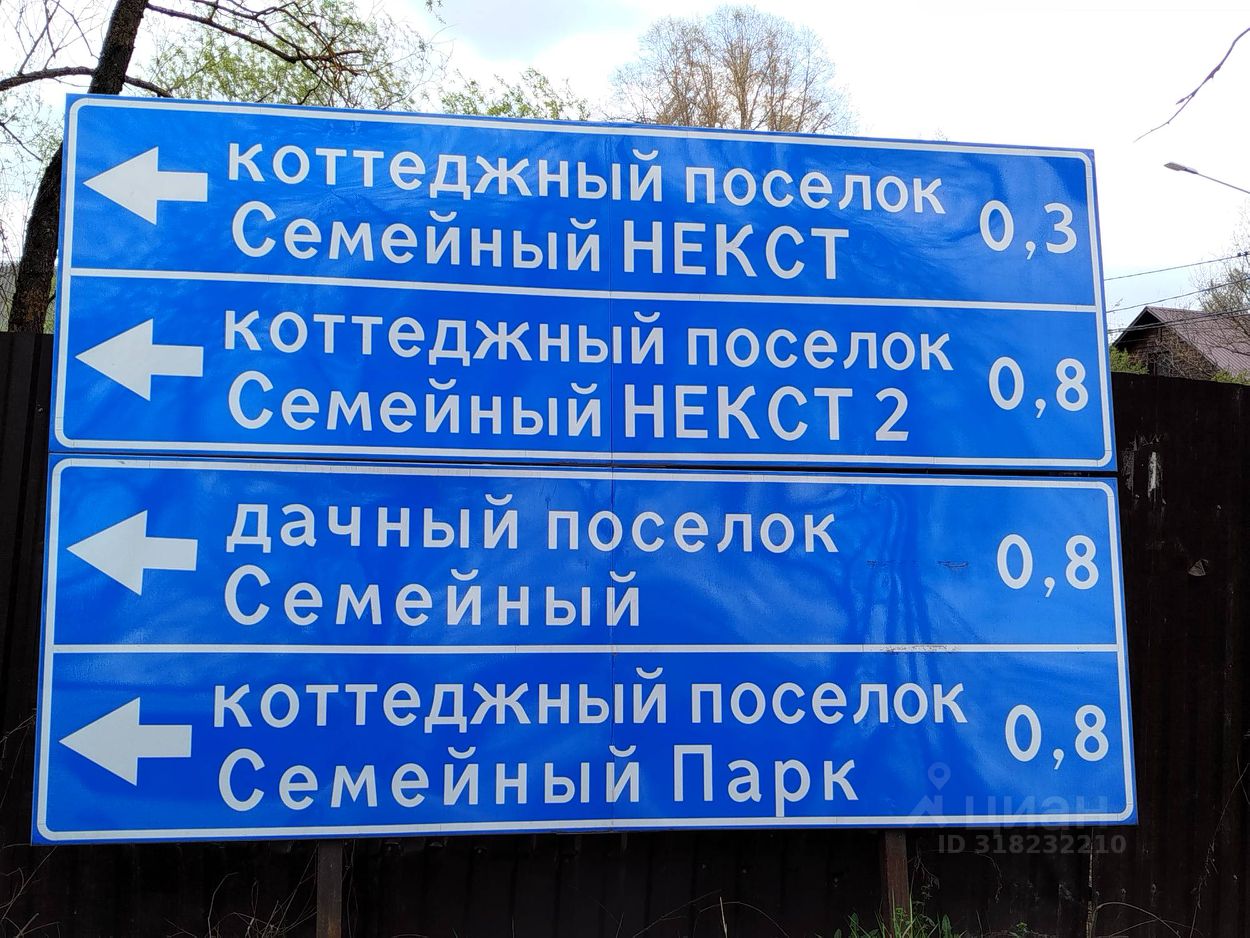 коттеджный поселок
Семейный НЕКСТ
0,3
коттеджный поселок
Семейный НЕКСТ 2
0,8
дачный поселок
Семейный
0,8
коттеджный поселок
Семейный Парк
0,8
циан
ID 318232210